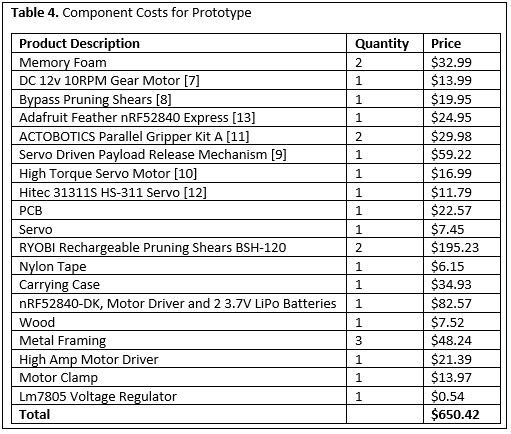 Table 4. Component Costs for Prototype
Product Description Quantity Price
Memory Foam 2 $32.99
DC 12v 10RPM Gear Motor [7] 1 $13.99
Bypass Pruning Shears [8] 1 $19.95
Adafruit Feather nRF52840 Express [13] 1 $24.95
ACTOBOTICS Parallel Gripper Kit A [11] 2 $29.98
Servo Driven Payload Release Mechanism [9] 1 $59.22
High Torque Servo Motor [10] 1 $16.99
Hitec 31311S HS-311 Servo [12] 1 $11.79
PCB 1 $22.57
Servo 1 $7.45
RYOBI Rechargeable Pruning Shears BSH-120 2 $195.23
Nylon Tape 1 $6.15
Carrying Case 1 $34.93
nRF52840-DK, Motor Driver and 2 3.7V LiPo Batteries 1 $82.57
Wood 1 $7.52
Metal Framing 3 $48.24
High Amp Motor Driver 1 $21.39
Motor Clamp 1 $13.97
Lm7805 Voltage Regulator 1 $0.54
Total $650.42